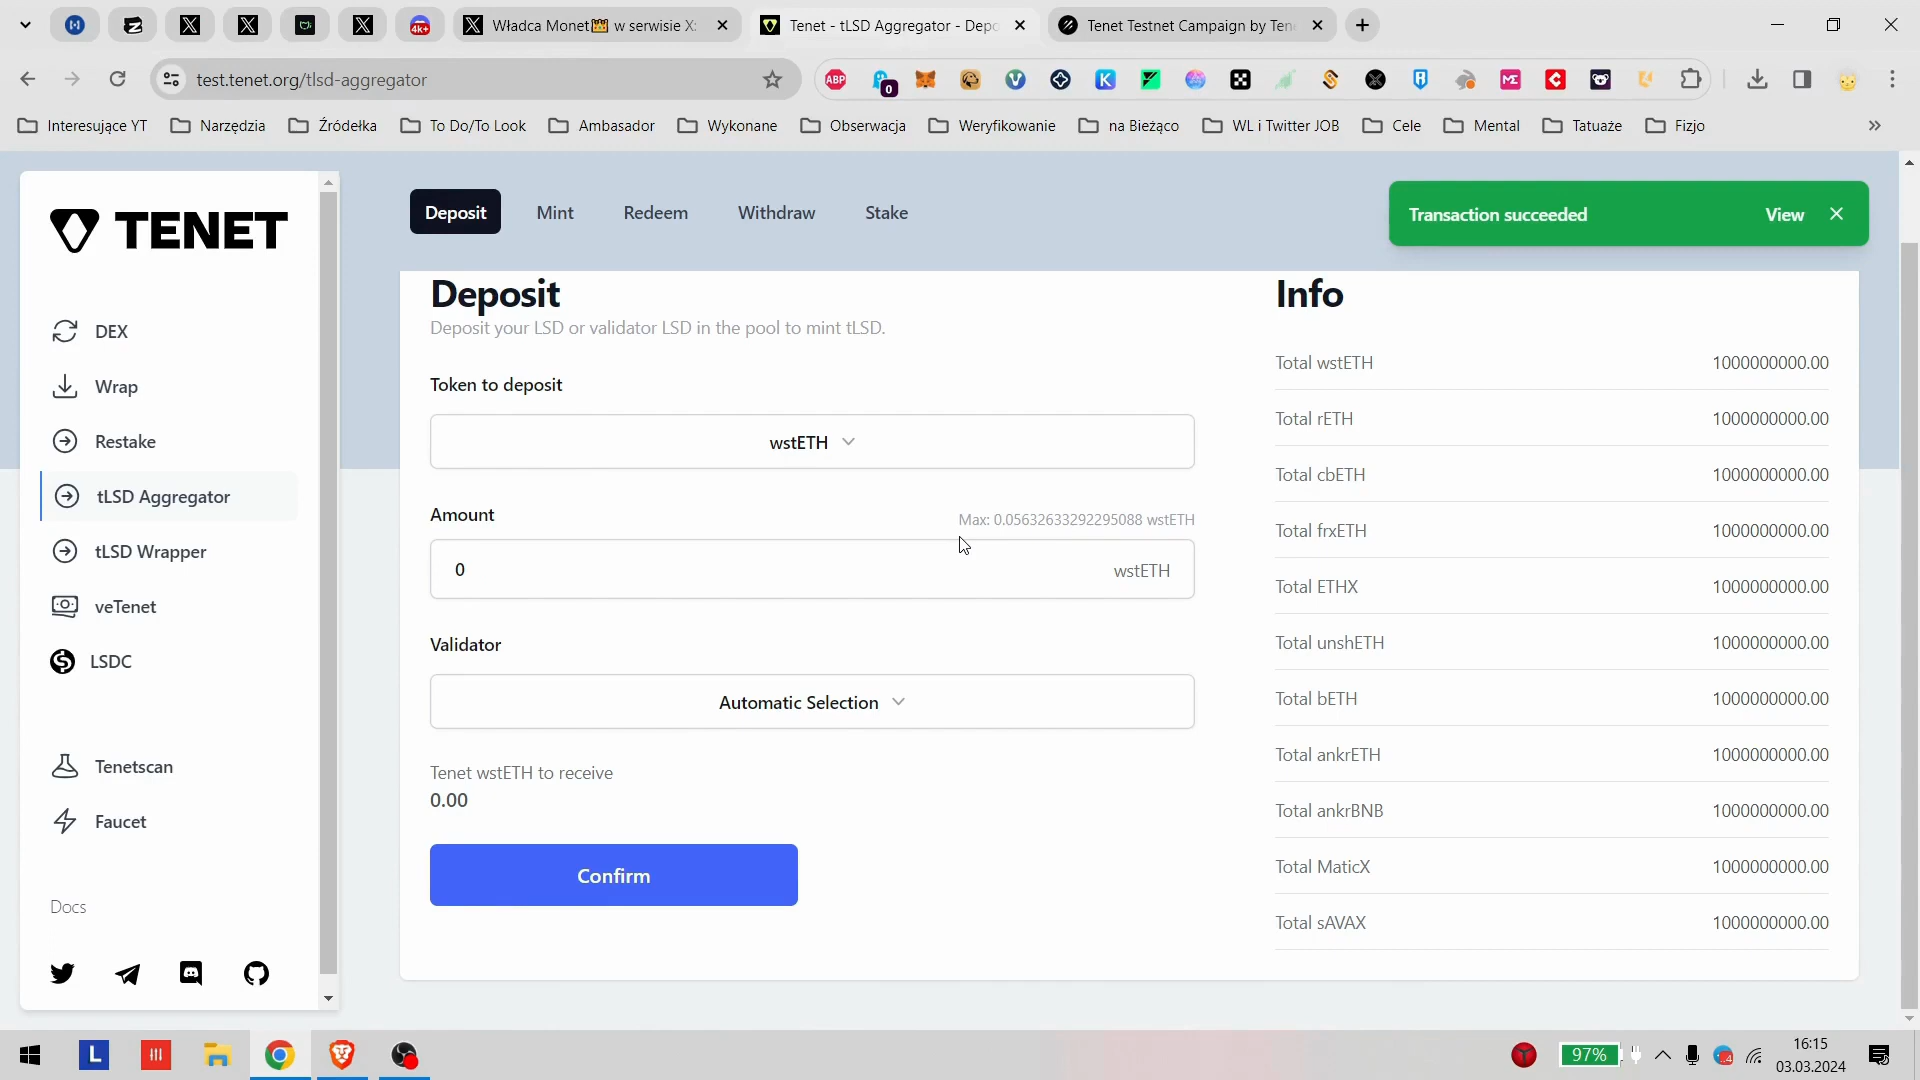 Władca Monet👑 w serwisie X:
Tenet - tLSD Aggregator - Depo
Tenet Testnet Campaign by Ten
4K+
test.tenet.org/tlsd-aggregator
ABP
0
Interesujące YT
Narzędzia
Źródełka
To Do/To Look
Ambasador
Wykonane
Obserwacja
Weryfikowanie
na Bieżąco
WL i Twitter JOB
Cele
Mental
Tatuaże
Fizjo
TENET
DEX
Wrap
Restake
tLSD Aggregator
tLSD Wrapper
veTenet
LSDC
Tenetscan
Faucet
Docs
Deposit
Mint
Redeem
Withdraw
Stake
Transaction succeeded
View
Deposit
Deposit your LSD or validator LSD in the pool to mint tLSD.
Token to deposit
wstETH
Amount
Max: 0.05632633292295088 wstETH
0
wstETH
Validator
Automatic Selection
Tenet wstETH to receive
0.00
Confirm
Info
Total wstETH 1000000000.00
Total rETH 1000000000.00
Total cbETH 1000000000.00
Total frxETH 1000000000.00
Total ETHX 1000000000.00
Total unshETH 1000000000.00
Total bETH 1000000000.00
Total ankrETH 1000000000.00
Total ankrBNB 1000000000.00
Total MaticX 1000000000.00
Total sAVAX 1000000000.00
L
97%
16:15
03.03.2024